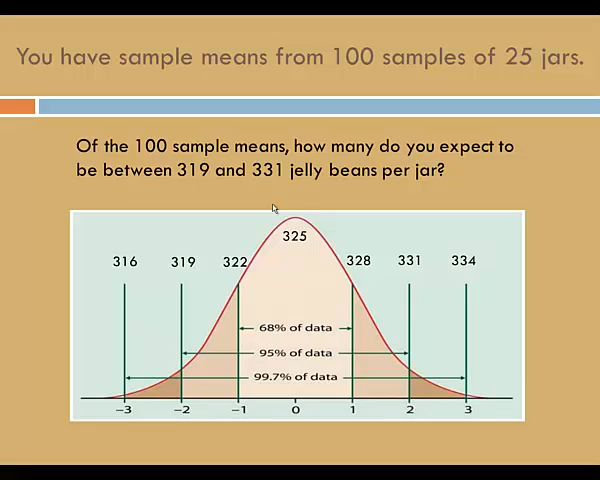 You have sample means from 100 samples of 25 jars.
Of the 100 sample means, how many do you expect to
be between 319 and 331 jelly beans per jar?
325
316 319 322 328 331 334
68% of data
95% of data
99.7% of data
−3 −2 −1 0 1 2 3